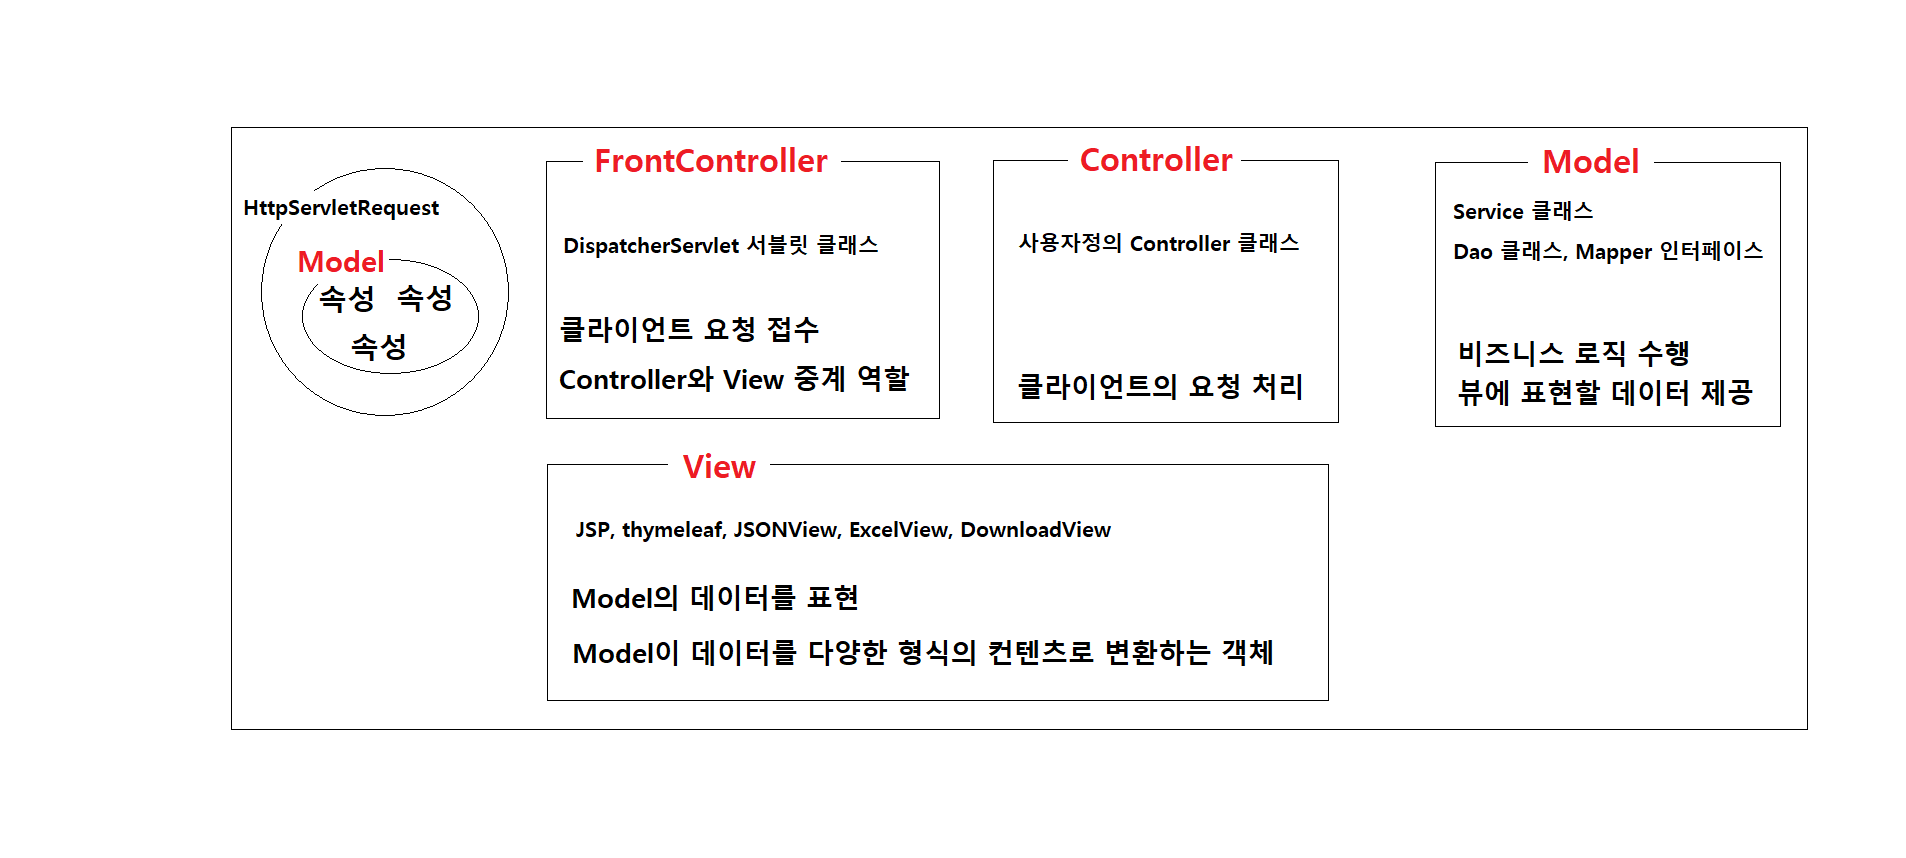 HttpServletRequest
Model
속성 속성
속성
FrontController
DispatcherServlet 서블릿 클래스
클라이언트 요청 접수
Controller와 View 중계 역할
Controller
사용자정의 Controller 클래스
클라이언트의 요청 처리
Model
Service 클래스
Dao 클래스, Mapper 인터페이스
비즈니스 로직 수행
뷰에 표현할 데이터 제공
View
JSP, thymeleaf, JSONView, ExcelView, DownloadView
Model의 데이터를 표현
Model이 데이터를 다양한 형식의 컨텐츠로 변환하는 객체